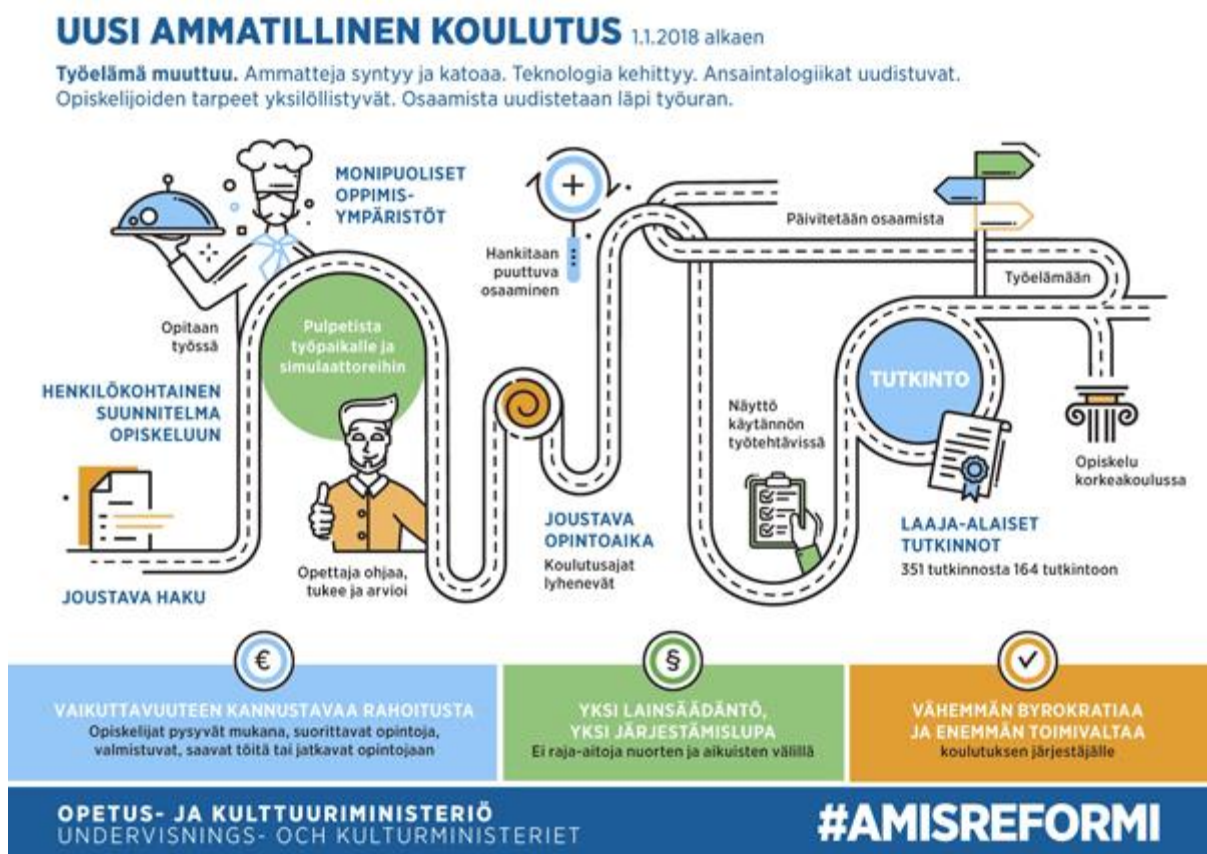 UUSI AMMATILLINEN KOULUTUS 1.1.2018 alkaen
Työelämä muuttuu. Ammatteja syntyy ja katoaa. Teknologia kehittyy. Ansaintalogiikat uudistuvat.
Opiskelijoiden tarpeet yksilöllistyvät. Osaamista uudistetaan läpi työuran.
MONIPUOLISET
OPPIMIS-
YMPÄRISTÖT
Hankitaan
puuttuva
osaaminen
Päivitetään osaamista
Työelämään
Opitaan
työssä
Pulpetista
työpaikalle ja
simulaattoreihin
HENKILÖKOHTAINEN
SUUNNITELMA
OPISKELUUN
TUTKINTO
Näyttö
käytännön
työtehtävissä
Opiskelu
korkeakoulussa
JOUSTAVA
OPINTOAIKA
Koulutusajat
lyhenevät
LAAJA-ALAISET
TUTKINNOT
351 tutkinnosta 164 tutkintoon
Opettaja ohjaa,
tukee ja arvioi
JOUSTAVA HAKU
€
VAIKUTTAVUUTEEN KANNUSTAVAA RAHOITUSTA
Opiskelijat pysyvät mukana, suorittavat opintoja,
valmistuvat, saavat töitä tai jatkavat opintojaan
§
YKSI LAINSÄÄDÄNTÖ,
YKSI JÄRJESTÄMISLUPA
Ei raja-aitoja nuorten ja aikuisten välillä
VÄHEMMÄN BYROKRATIAA
JA ENEMMÄN TOIMIVALTAA
koulutuksen järjestäjälle
OPETUS- JA KULTTUURIMINISTERIÖ
UNDERVISNINGS- OCH KULTURMINISTERIET
#AMISREFORMI